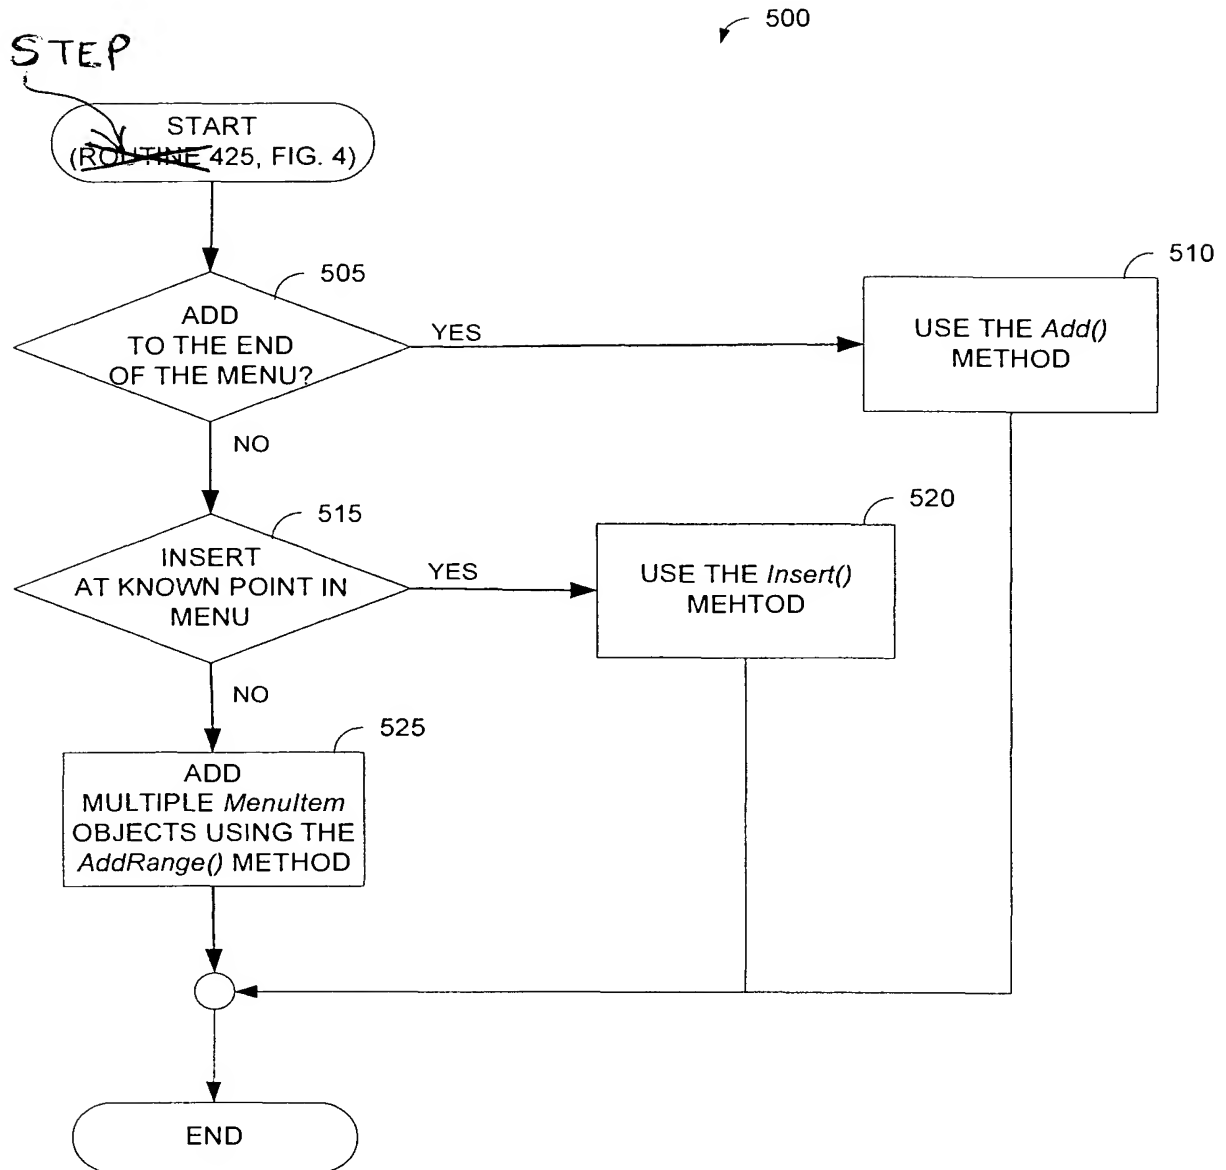 500
STEP
START
(ROUTINE 425, FIG. 4)
505
ADD
TO THE END
OF THE MENU?
YES
510
USE THE Add()
METHOD
NO
515
INSERT
AT KNOWN POINT IN
MENU
YES
520
USE THE Insert()
MEHTOD
NO
525
ADD
MULTIPLE MenuItem
OBJECTS USING THE
AddRange() METHOD
END